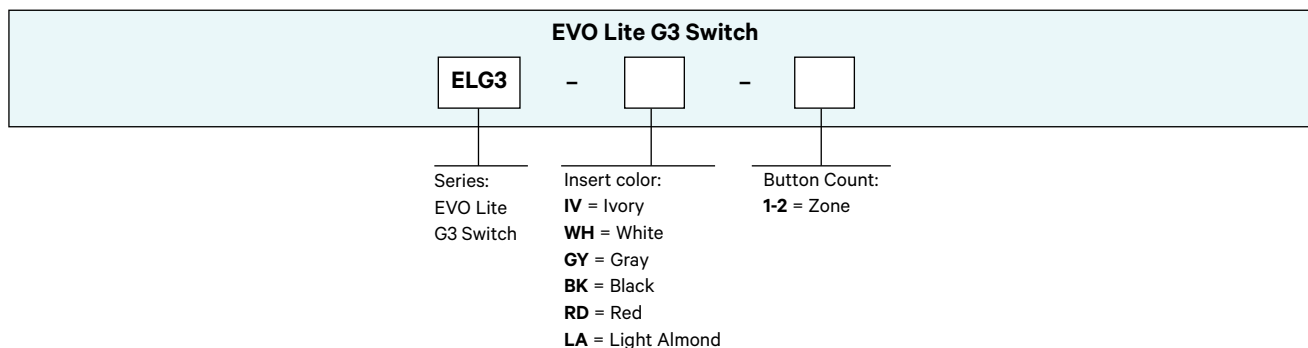 EVO Lite G3 Switch
ELG3 – –
Series:
EVO Lite
G3 Switch
Insert color:
IV = Ivory
WH = White
GY = Gray
BK = Black
RD = Red
LA = Light Almond
Button Count:
1-2 = Zone